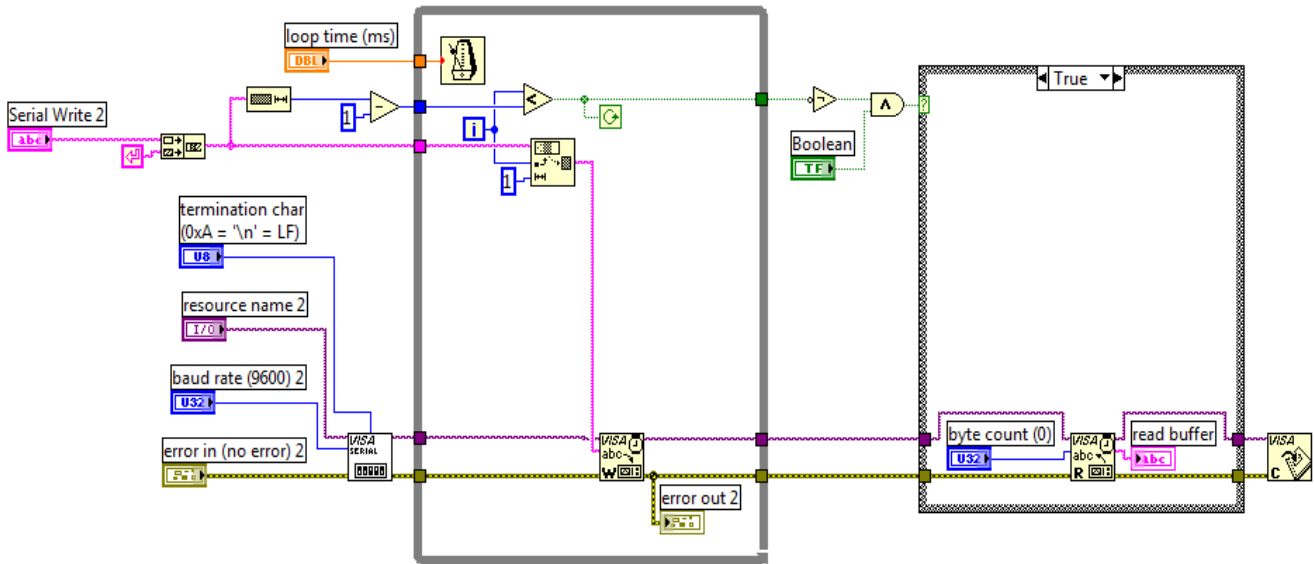 loop time (ms)
DBL
True
1
<
Serial Write 2
abc
i
Boolean
TF
?
1
termination char
(0xA = '\n' = LF)
U8
resource name 2
I/O
baud rate (9600) 2
U32
error in (no error) 2
VISA
SERIAL
VISA
abc
W
error out 2
byte count (0)
U32
VISA
abc
R
read buffer
abc
VISA
C